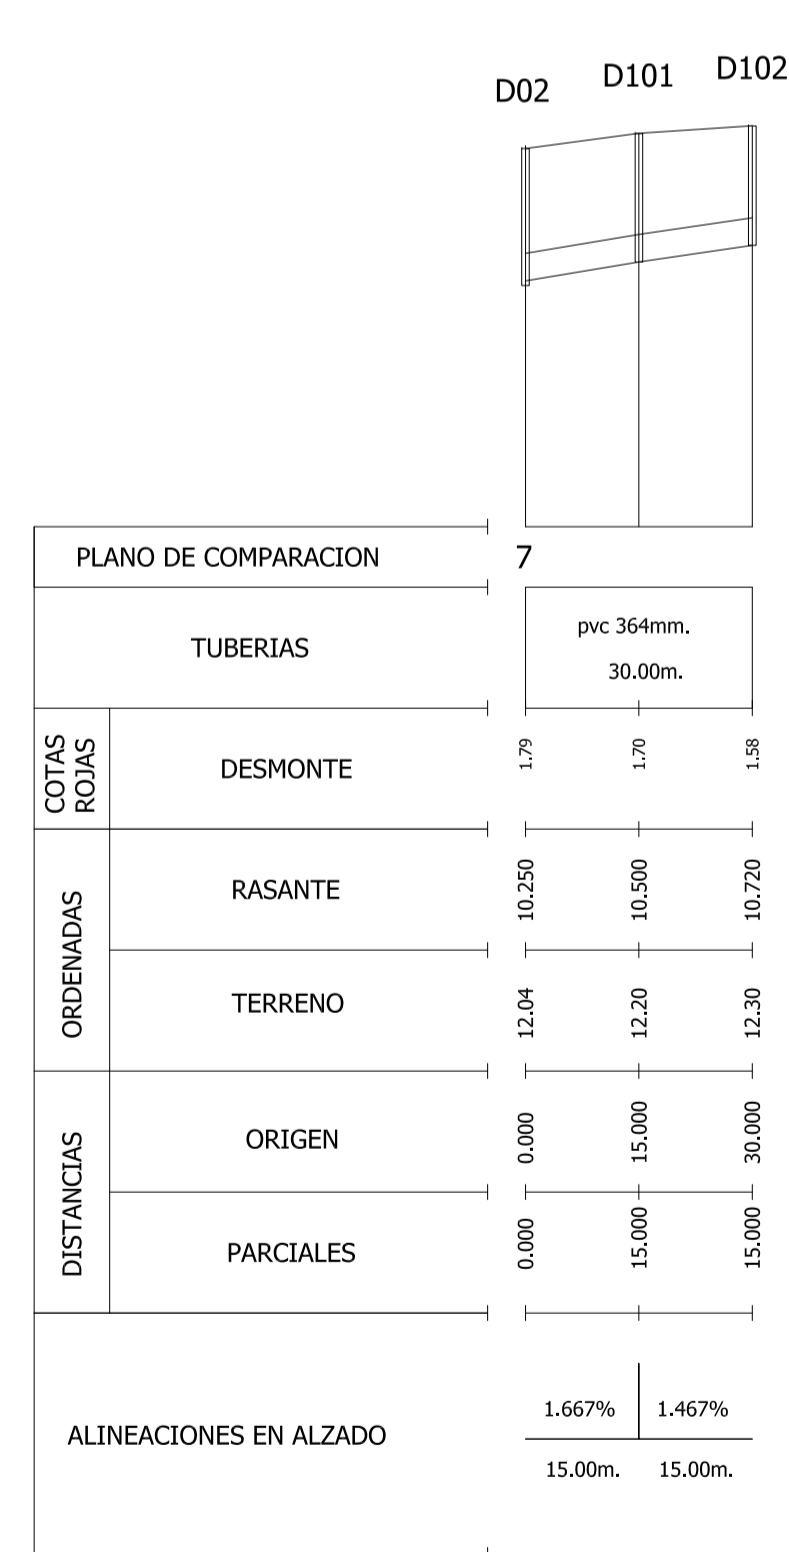 D02 D101 D102
PLANO DE COMPARACION 7
TUBERIAS
pvc 364mm.
30.00m.
COTAS
ROJAS
DESMONTE 1.79 1.70 1.58
ORDENADAS
RASANTE 10.250 10.500 10.720
TERRENO 12.04 12.20 12.30
DISTANCIAS
ORIGEN 0.000 15.000 30.000
PARCIALES 0.000 15.000 15.000
ALINEACIONES EN ALZADO
1.667% 1.467%
15.00m. 15.00m.